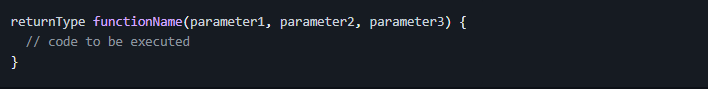 returnType functionName(parameter1, parameter2, parameter3) {
  // code to be executed
}